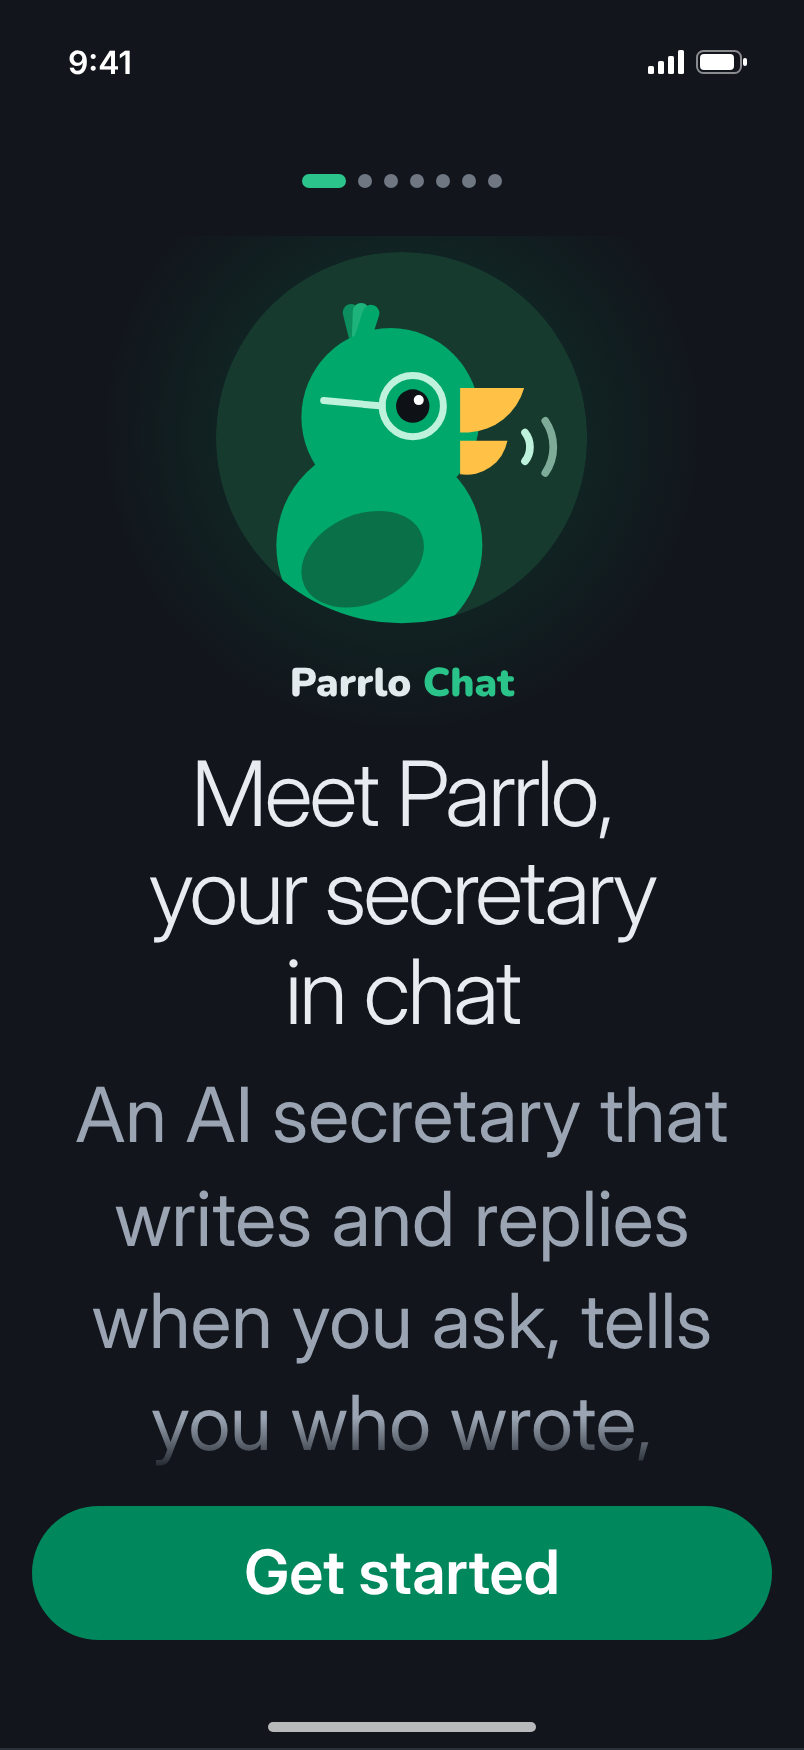 9:41
Parrlo Chat
Meet Parrlo,
your secretary
in chat
An AI secretary that
writes and replies
when you ask, tells
you who wrote,
Get started